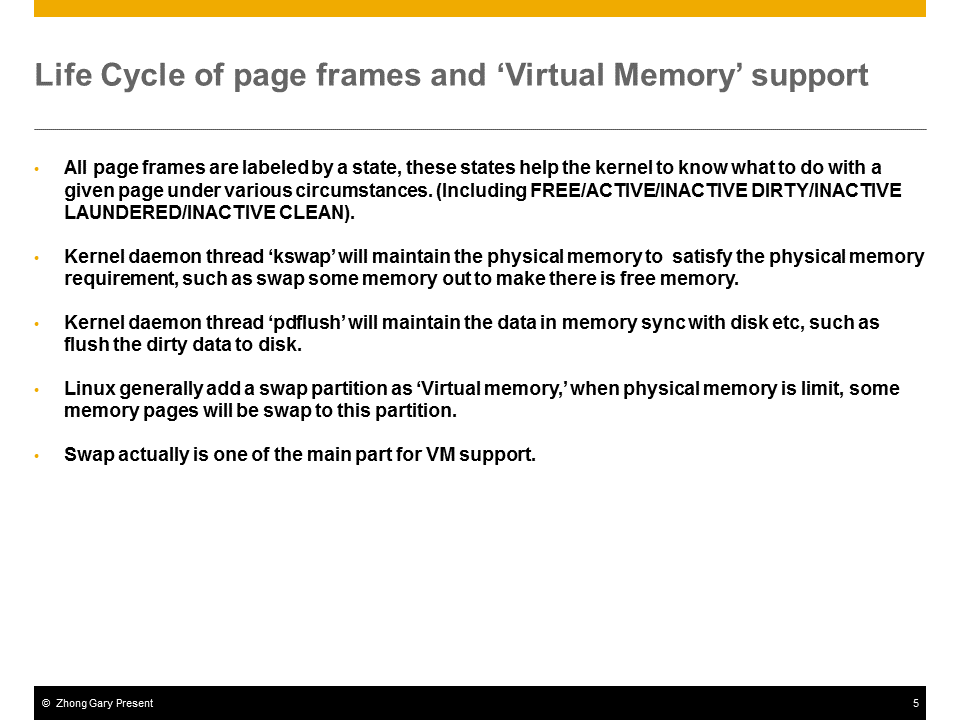 Life Cycle of page frames and ‘Virtual Memory’ support
▪ All page frames are labeled by a state, these states help the kernel to know what to do with a
given page under various circumstances. (Including FREE/ACTIVE/INACTIVE DIRTY/INACTIVE
LAUNDERED/INACTIVE CLEAN).
▪ Kernel daemon thread ‘kswap’ will maintain the physical memory to satisfy the physical memory
requirement, such as swap some memory out to make there is free memory.
▪ Kernel daemon thread ‘pdflush’ will maintain the data in memory sync with disk etc, such as
flush the dirty data to disk.
▪ Linux generally add a swap partition as ‘Virtual memory,’ when physical memory is limit, some
memory pages will be swap to this partition.
▪ Swap actually is one of the main part for VM support.
© Zhong Gary Present 5